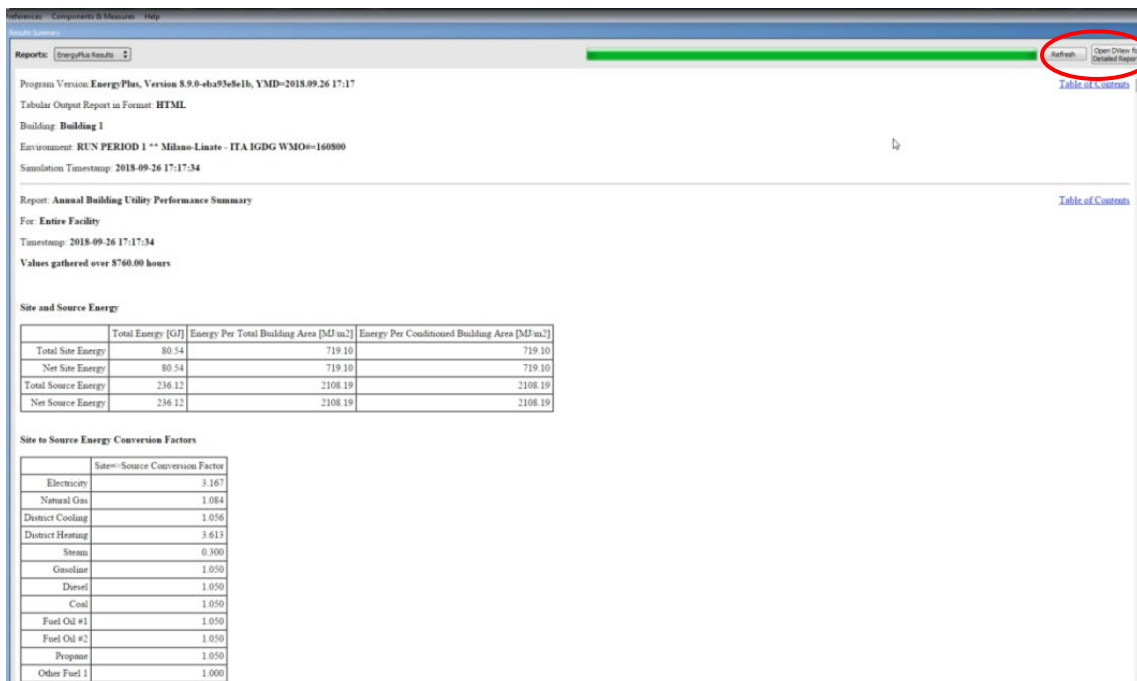 references Components & Measures Help
Results Summary
Reports: EnergyPlus Results Refresh Open DView for
Detailed Report
Program Version:EnergyPlus, Version 8.9.0-eba93e8e1b, YMD=2018.09.26 17:17 Table of Contents
Tabular Output Report in Format: HTML
Building: Building 1
Environment: RUN PERIOD 1 ** Milano-Linate - ITA IGDG WMO#=160800
Simulation Timestamp: 2018-09-26 17:17:34
Report: Annual Building Utility Performance Summary Table of Contents
For: Entire Facility
Timestamp: 2018-09-26 17:17:34
Values gathered over 8760.00 hours
Site and Source Energy
Total Energy [GJ] Energy Per Total Building Area [MJ/m2] Energy Per Conditioned Building Area [MJ/m2]
Total Site Energy 80.54 719.10 719.10
Net Site Energy 80.54 719.10 719.10
Total Source Energy 236.12 2108.19 2108.19
Net Source Energy 236.12 2108.19 2108.19
Site to Source Energy Conversion Factors
Site=>Source Conversion Factor
Electricity 3.167
Natural Gas 1.084
District Cooling 1.056
District Heating 3.613
Steam 0.300
Gasoline 1.050
Diesel 1.050
Coal 1.050
Fuel Oil #1 1.050
Fuel Oil #2 1.050
Propane 1.050
Other Fuel 1 1.000